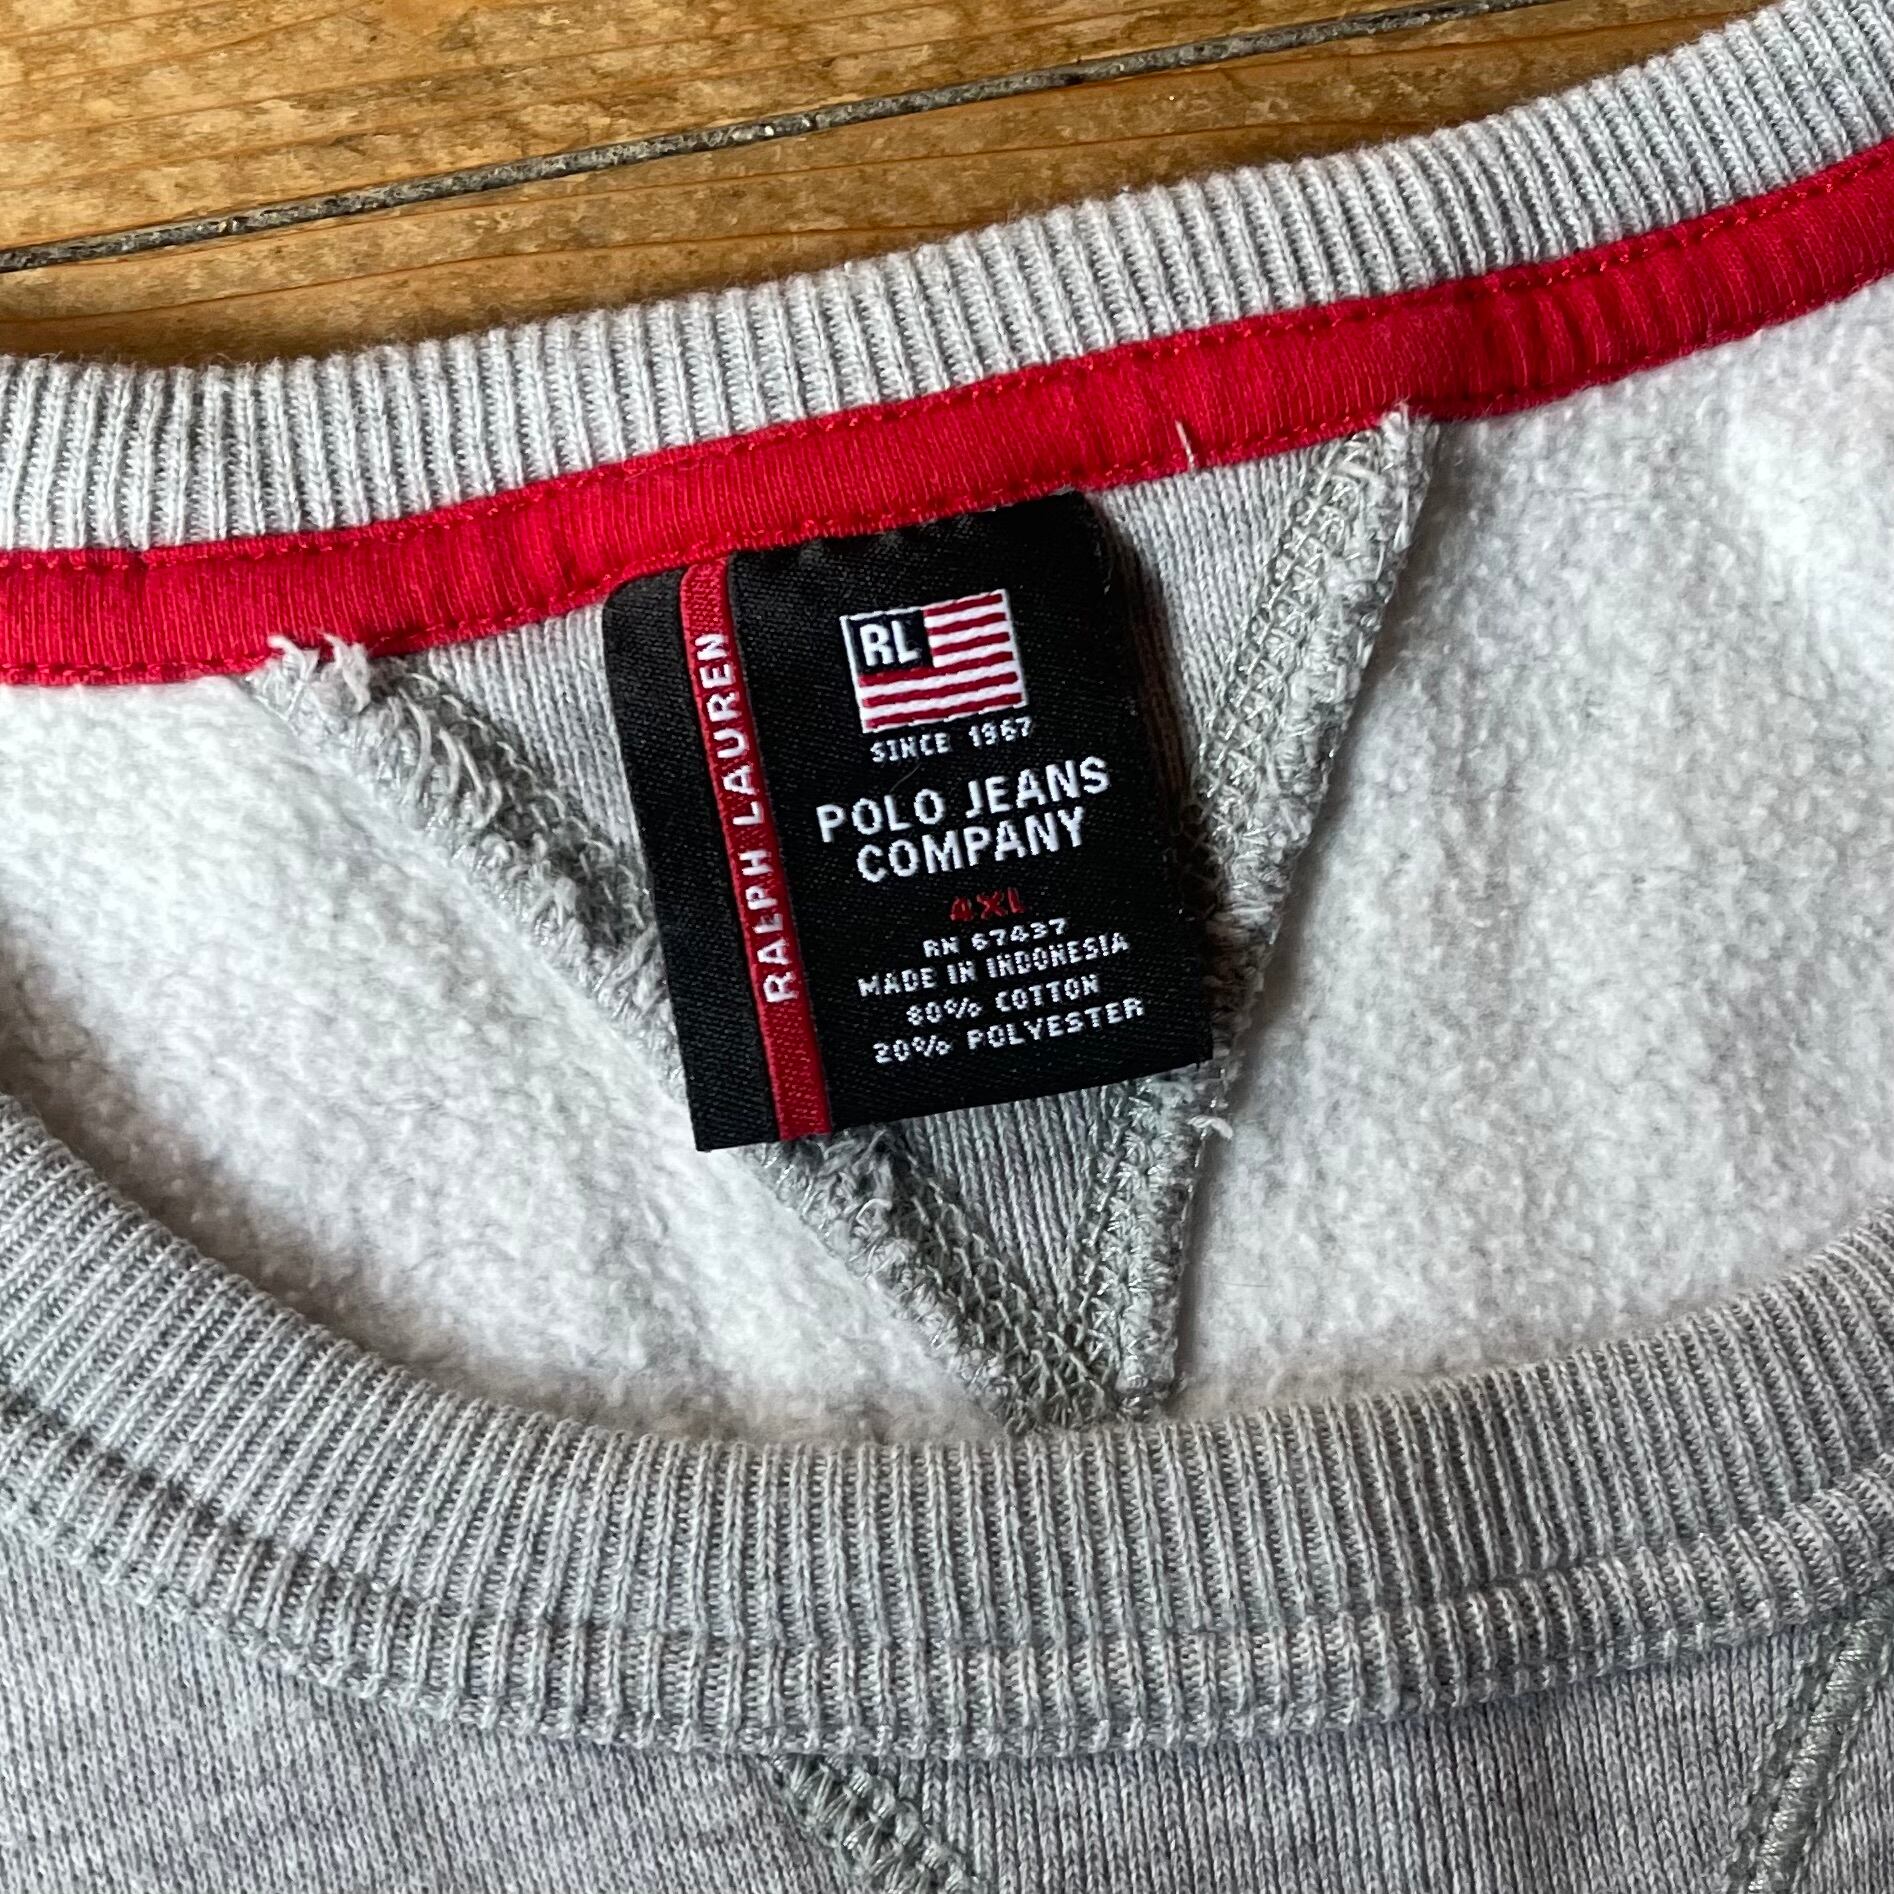 RALPH LAUREN
RL
SINCE 1967
POLO JEANS
COMPANY
4XL
RN 67437
MADE IN INDONESIA
80% COTTON
20% POLYESTER